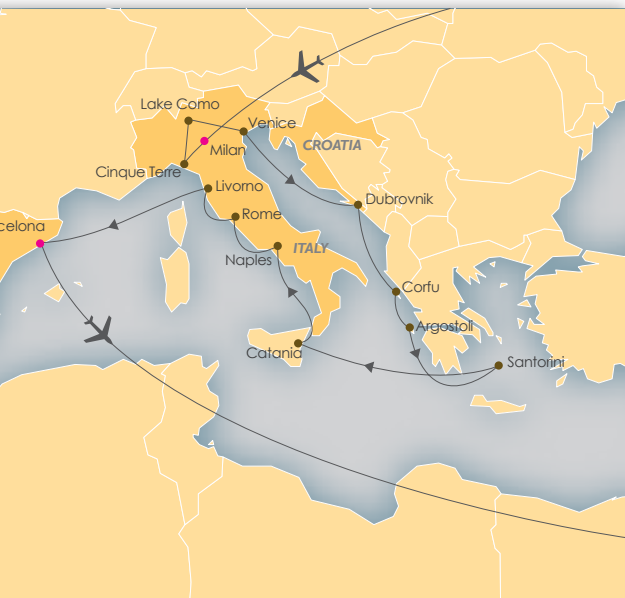 Lake Como
Venice
CROATIA
Milan
Cinque Terre
Livorno
Dubrovnik
Rome
celona
ITALY
Naples
Corfu
Argostoli
Catania
Santorini